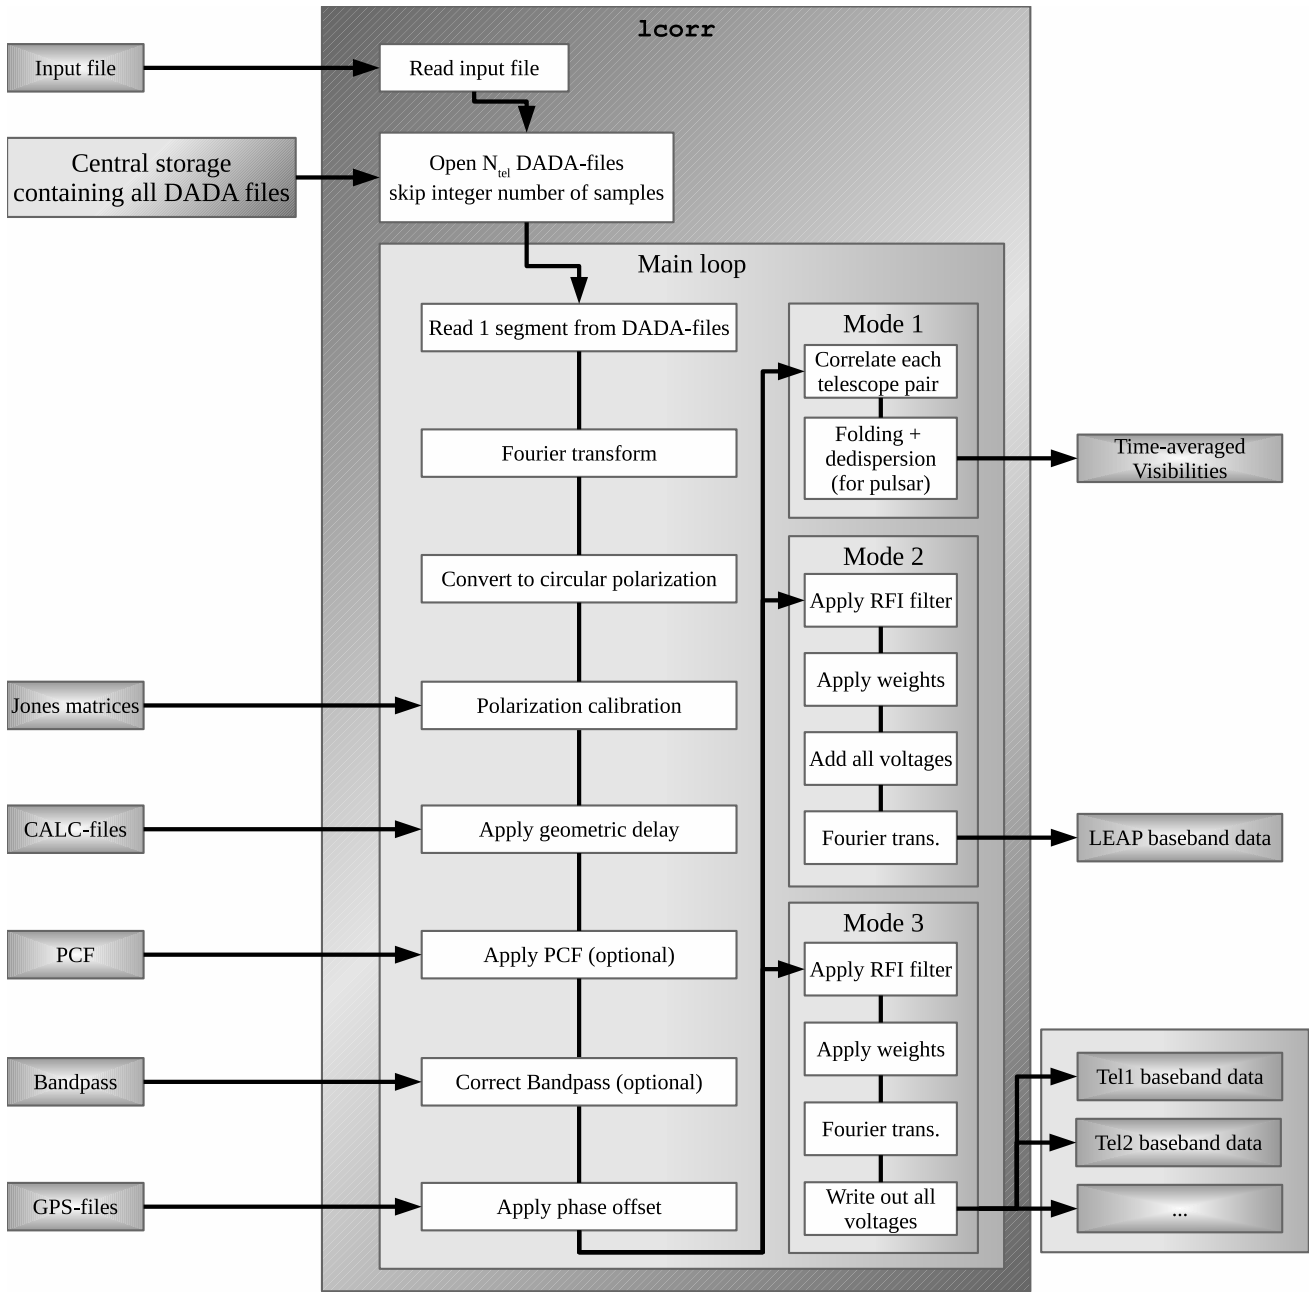 lcorr
Input file
Read input file
Central storage
containing all DADA files
Open N_tel DADA-files
skip integer number of samples
Main loop
Read 1 segment from DADA-files
Fourier transform
Convert to circular polarization
Jones matrices
Polarization calibration
CALC-files
Apply geometric delay
PCF
Apply PCF (optional)
Bandpass
Correct Bandpass (optional)
GPS-files
Apply phase offset
Mode 1
Correlate each
telescope pair
Folding +
dedispersion
(for pulsar)
Time-averaged
Visibilities
Mode 2
Apply RFI filter
Apply weights
Add all voltages
Fourier trans.
LEAP baseband data
Mode 3
Apply RFI filter
Apply weights
Fourier trans.
Write out all
voltages
Tel1 baseband data
Tel2 baseband data
...